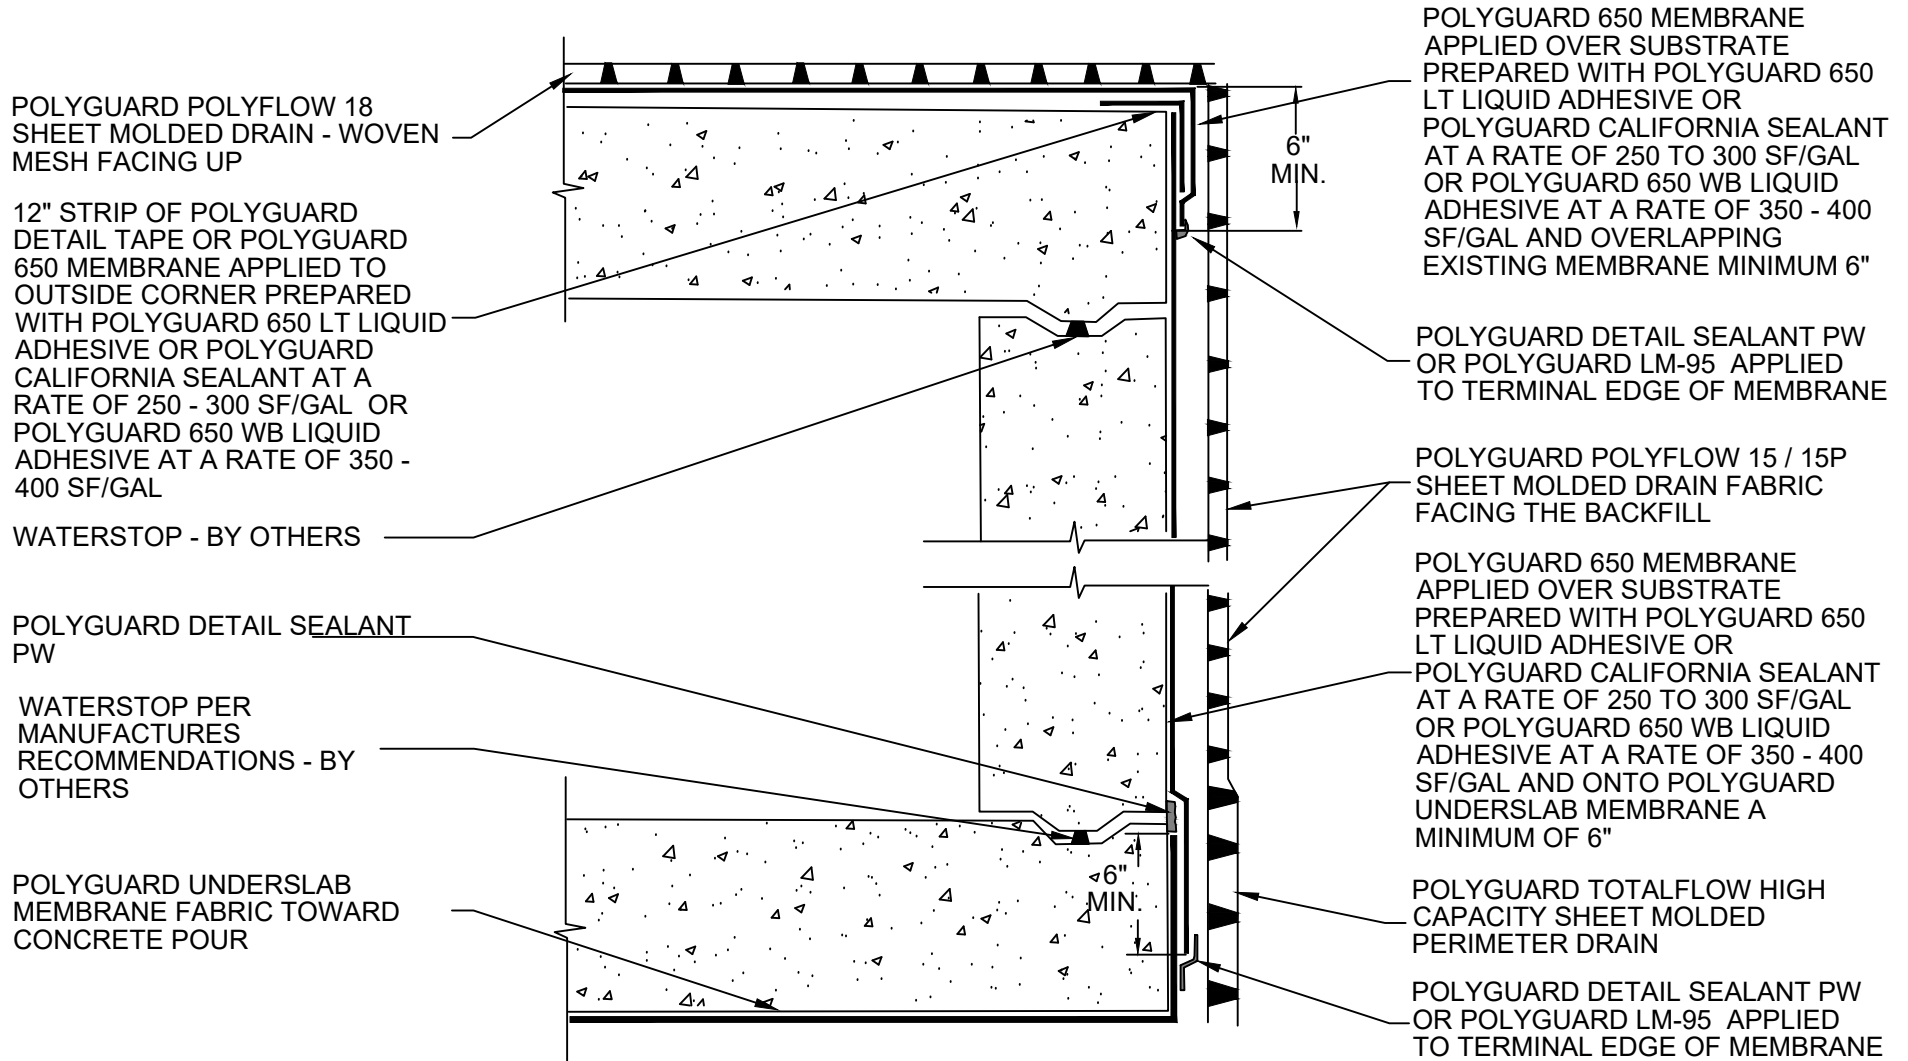 POLYGUARD POLYFLOW 18
SHEET MOLDED DRAIN - WOVEN
MESH FACING UP
12" STRIP OF POLYGUARD
DETAIL TAPE OR POLYGUARD
650 MEMBRANE APPLIED TO
OUTSIDE CORNER PREPARED
WITH POLYGUARD 650 LT LIQUID
ADHESIVE OR POLYGUARD
CALIFORNIA SEALANT AT A
RATE OF 250 - 300 SF/GAL OR
POLYGUARD 650 WB LIQUID
ADHESIVE AT A RATE OF 350 -
400 SF/GAL
WATERSTOP - BY OTHERS
POLYGUARD DETAIL SEALANT
PW
WATERSTOP PER
MANUFACTURES
RECOMMENDATIONS - BY
OTHERS
POLYGUARD UNDERSLAB
MEMBRANE FABRIC TOWARD
CONCRETE POUR
6"
MIN.
6"
MIN.
POLYGUARD 650 MEMBRANE
APPLIED OVER SUBSTRATE
PREPARED WITH POLYGUARD 650
LT LIQUID ADHESIVE OR
POLYGUARD CALIFORNIA SEALANT
AT A RATE OF 250 TO 300 SF/GAL
OR POLYGUARD 650 WB LIQUID
ADHESIVE AT A RATE OF 350 - 400
SF/GAL AND OVERLAPPING
EXISTING MEMBRANE MINIMUM 6"
POLYGUARD DETAIL SEALANT PW
OR POLYGUARD LM-95 APPLIED
TO TERMINAL EDGE OF MEMBRANE
POLYGUARD POLYFLOW 15 / 15P
SHEET MOLDED DRAIN FABRIC
FACING THE BACKFILL
POLYGUARD 650 MEMBRANE
APPLIED OVER SUBSTRATE
PREPARED WITH POLYGUARD 650
LT LIQUID ADHESIVE OR
POLYGUARD CALIFORNIA SEALANT
AT A RATE OF 250 TO 300 SF/GAL
OR POLYGUARD 650 WB LIQUID
ADHESIVE AT A RATE OF 350 - 400
SF/GAL AND ONTO POLYGUARD
UNDERSLAB MEMBRANE A
MINIMUM OF 6"
POLYGUARD TOTALFLOW HIGH
CAPACITY SHEET MOLDED
PERIMETER DRAIN
POLYGUARD DETAIL SEALANT PW
OR POLYGUARD LM-95 APPLIED
TO TERMINAL EDGE OF MEMBRANE